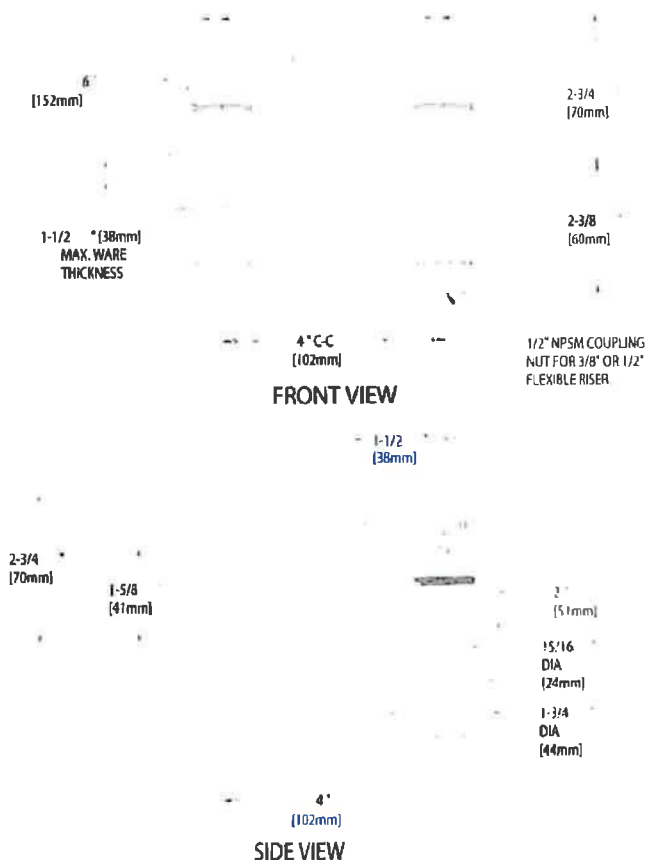 6"
[152mm]
2-3/4
[70mm]
1-1/2 " [38mm]
MAX. WARE
THICKNESS
2-3/8
[60mm]
4" C-C
[102mm]
1/2" NPSM COUPLING
NUT FOR 3/8" OR 1/2"
FLEXIBLE RISER
FRONT VIEW
1-1/2 "
[38mm]
2-3/4 "
[70mm]
1-5/8
[41mm]
2 "
[51mm]
15/16 "
DIA
[24mm]
1-3/4 "
DIA
[44mm]
4"
[102mm]
SIDE VIEW